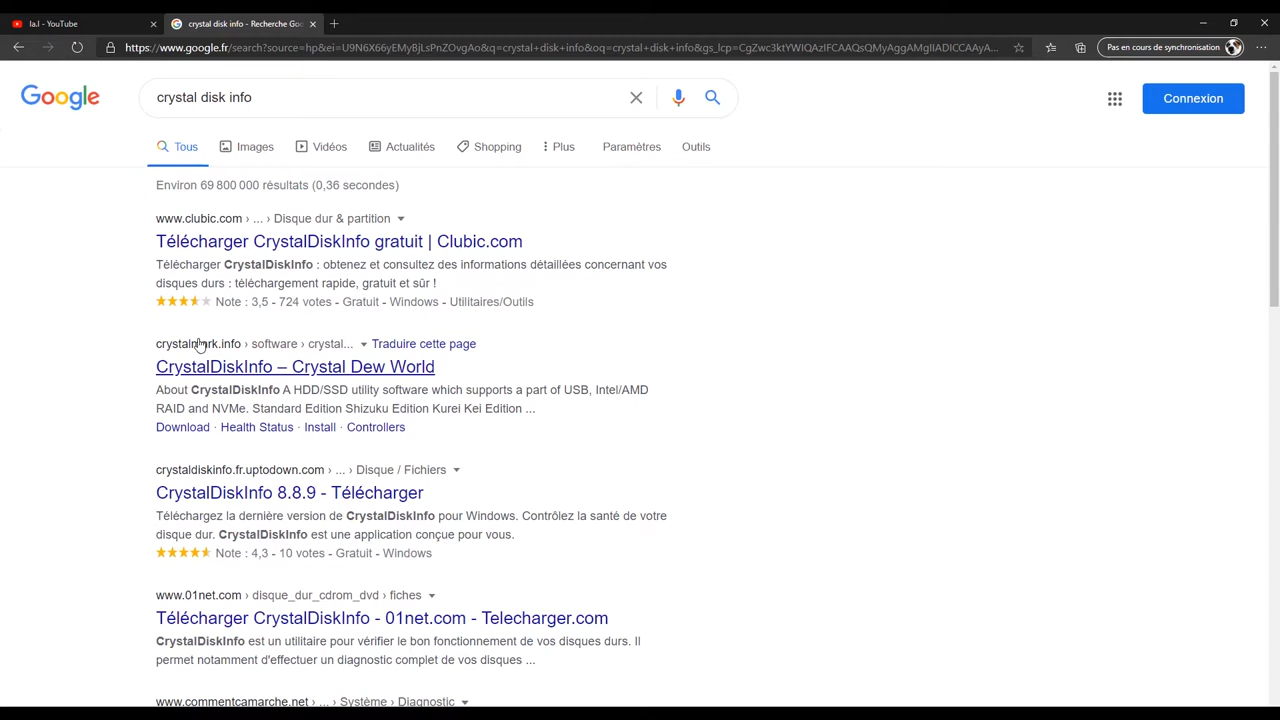 la.l - YouTube
crystal disk info - Recherche Goo
https://www.google.fr/search?source=hp&ei=U9N6X66yEMyBjLsPnZOvgAo&q=crystal+disk+info&oq=crystal+disk+info&gs_lcp=CgZwc3ktYWIQAzIFCAAQsQMyAggAMgIIADICCAAyA...
Pas en cours de synchronisation
Google
crystal disk info
Connexion
Tous
Images
Vidéos
Actualités
Shopping
Plus
Paramètres
Outils
Environ 69 800 000 résultats (0,36 secondes)
www.clubic.com › ... › Disque dur & partition
Télécharger CrystalDiskInfo gratuit | Clubic.com
Télécharger CrystalDiskInfo : obtenez et consultez des informations détaillées concernant vos
disques durs : téléchargement rapide, gratuit et sûr !
Note : 3,5 - 724 votes - Gratuit - Windows - Utilitaires/Outils
crystalmark.info › software › crystal... Traduire cette page
CrystalDiskInfo – Crystal Dew World
About CrystalDiskInfo A HDD/SSD utility software which supports a part of USB, Intel/AMD
RAID and NVMe. Standard Edition Shizuku Edition Kurei Kei Edition ...
Download · Health Status · Install · Controllers
crystaldiskinfo.fr.uptodown.com › ... › Disque / Fichiers
CrystalDiskInfo 8.8.9 - Télécharger
Téléchargez la dernière version de CrystalDiskInfo pour Windows. Contrôlez la santé de votre
disque dur. CrystalDiskInfo est une application conçue pour vous.
Note : 4,3 - 10 votes - Gratuit - Windows
www.01net.com › disque_dur_cdrom_dvd › fiches
Télécharger CrystalDiskInfo - 01net.com - Telecharger.com
CrystalDiskInfo est un utilitaire pour vérifier le bon fonctionnement de vos disques durs. Il
permet notamment d'effectuer un diagnostic complet de vos disques ...
www.commentcamarche.net › ... › Système › Diagnostic